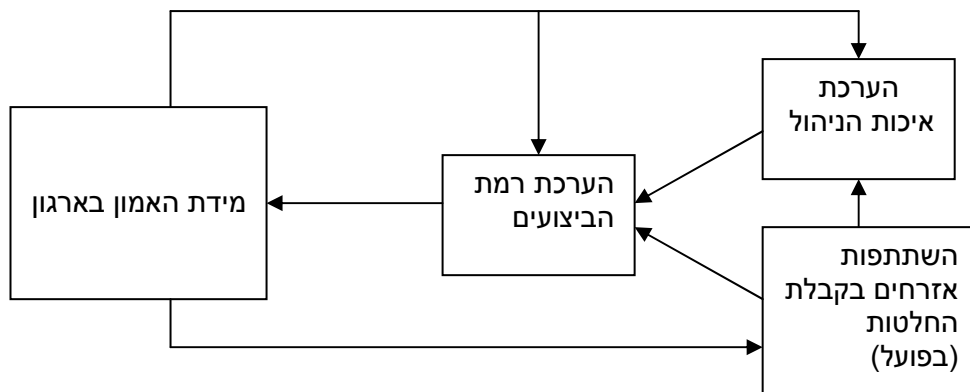 הערכת
איכות הניהול
הערכת רמת
הביצועים
מידת האמון בארגון
השתתפות
אזרחים בקבלת
החלטות
(בפועל)